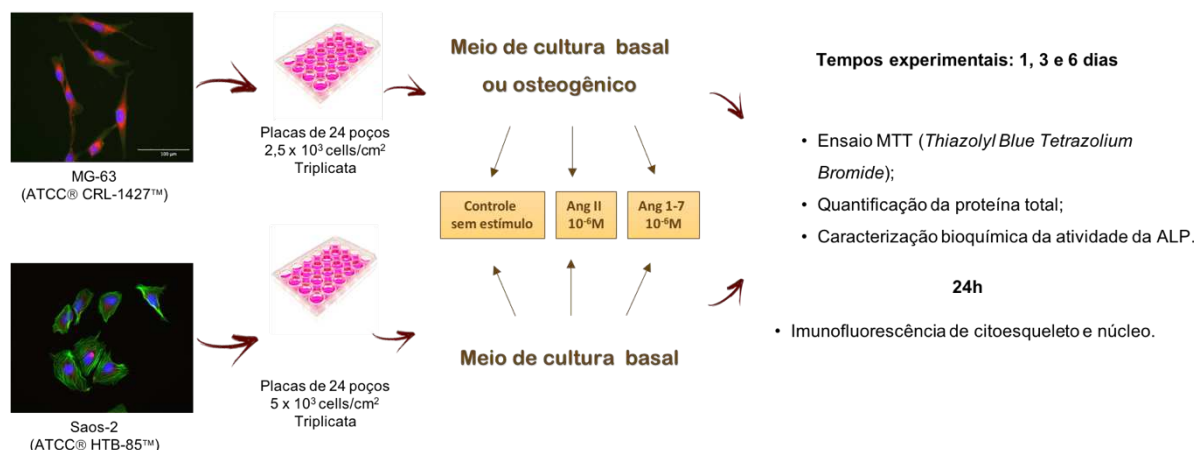 100 µm
MG-63
(ATCC® CRL-1427™)
Placas de 24 poços
2,5 x 10³ cells/cm²
Triplicata
Meio de cultura basal
ou osteogênico
Controle
sem estímulo
Ang II
10⁻⁶M
Ang 1-7
10⁻⁶M
Saos-2
(ATCC® HTB-85™)
Placas de 24 poços
5 x 10³ cells/cm²
Triplicata
Meio de cultura basal
Tempos experimentais: 1, 3 e 6 dias
• Ensaio MTT (Thiazolyl Blue Tetrazolium
Bromide);
• Quantificação da proteína total;
• Caracterização bioquímica da atividade da ALP.
24h
• Imunofluorescência de citoesqueleto e núcleo.